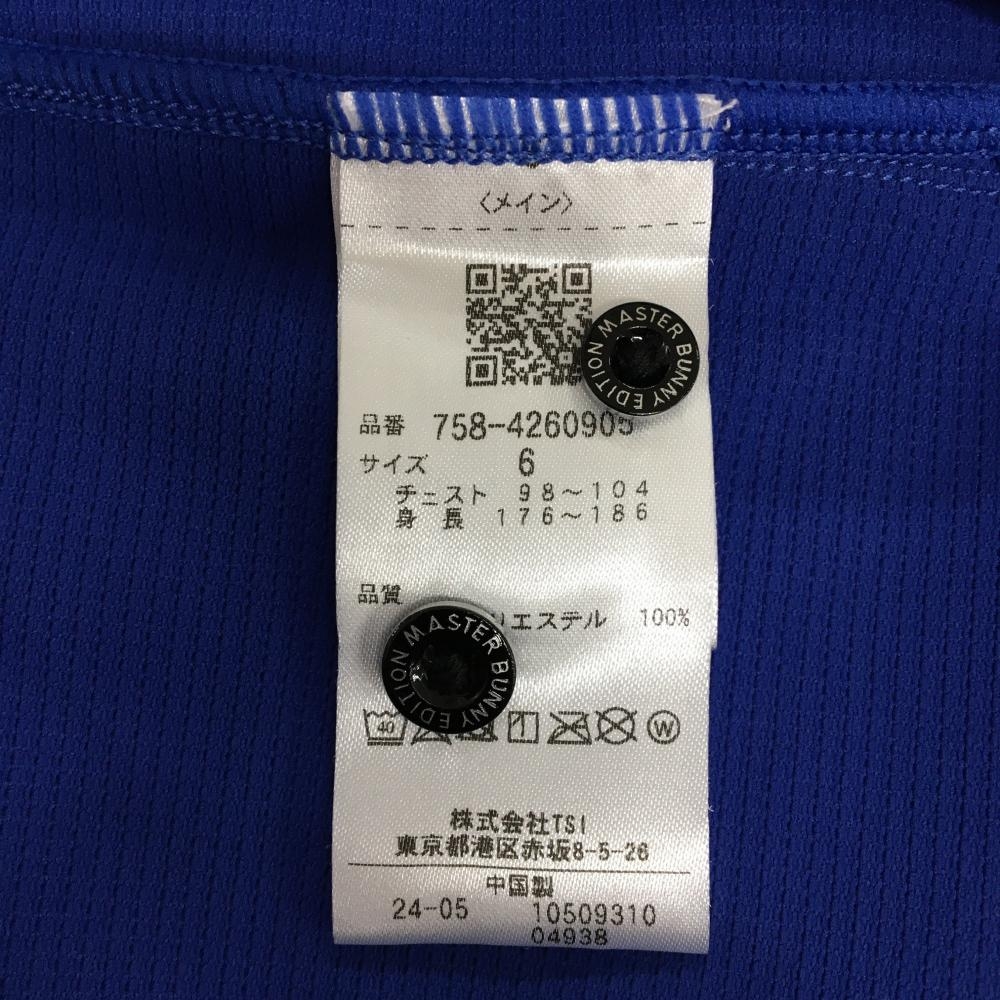 〈メイン〉
MASTER BUNNY EDITION
品番 758-4260905
サイズ 6
チェスト 98～104
身長 176～186
品質
リエステル 100%
MASTER BUNNY EDITION
40
W
株式会社TSI
東京都港区赤坂8-5-26
中国製
24-05 10509310
04938